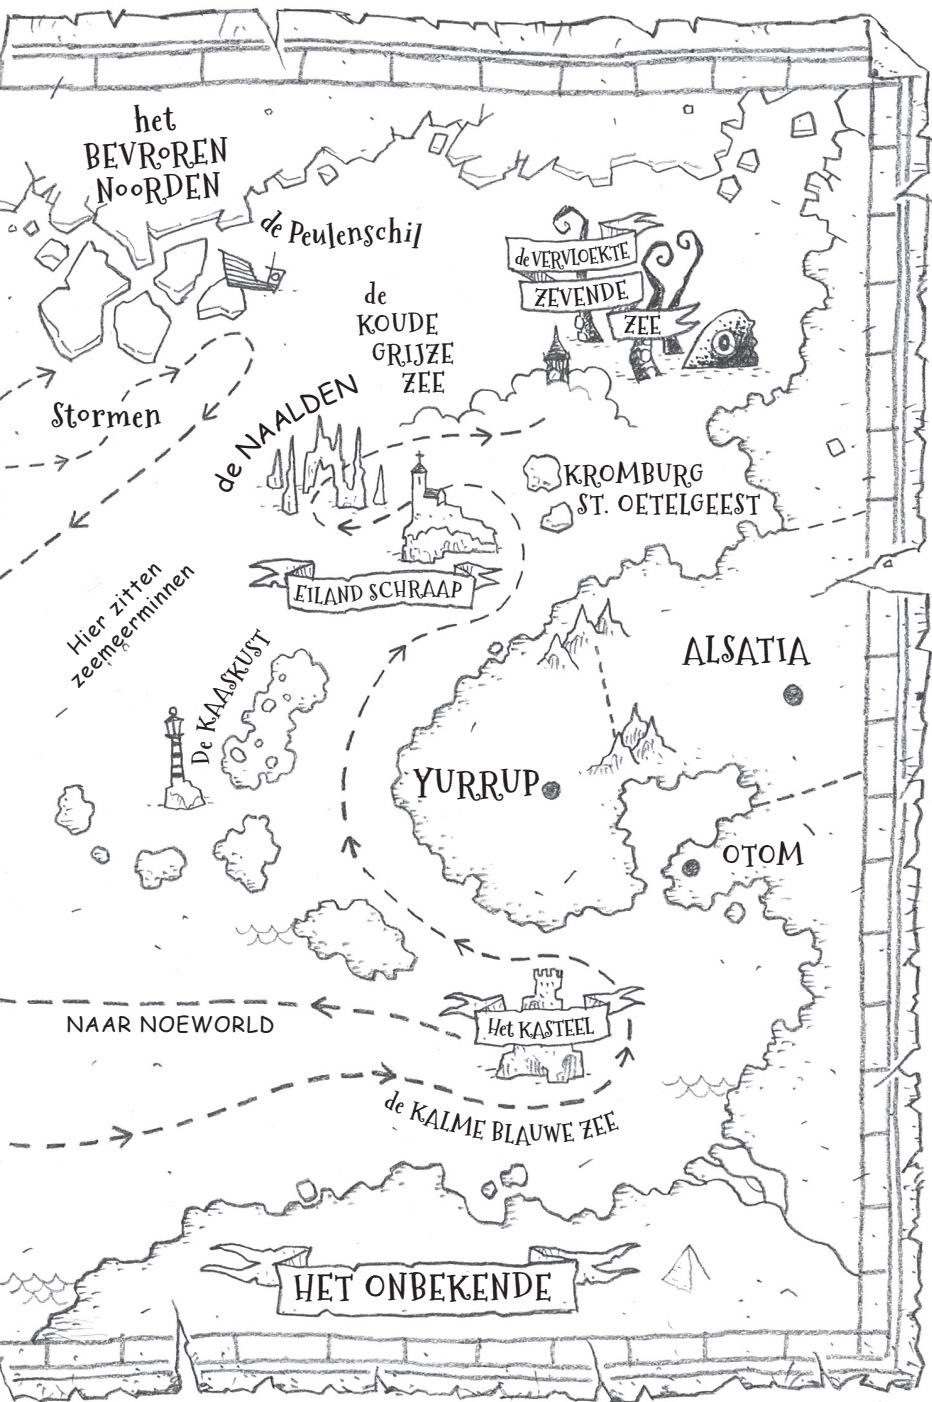 het
BEVROREN
NOORDEN
de Peulenschil
de VERVLOEKTE
ZEVENDE
ZEE
de
KOUDE
GRIJZE
ZEE
Stormen
de NAALDEN
KROMBURG
ST. OETELGEEST
EILAND SCHRAAP
Hier zitten
zeemeerminnen
De KAASKUST
ALSATIA
YURRUP
OTOM
Het KASTEEL
NAAR NOEWORLD
de KALME BLAUWE ZEE
HET ONBEKENDE